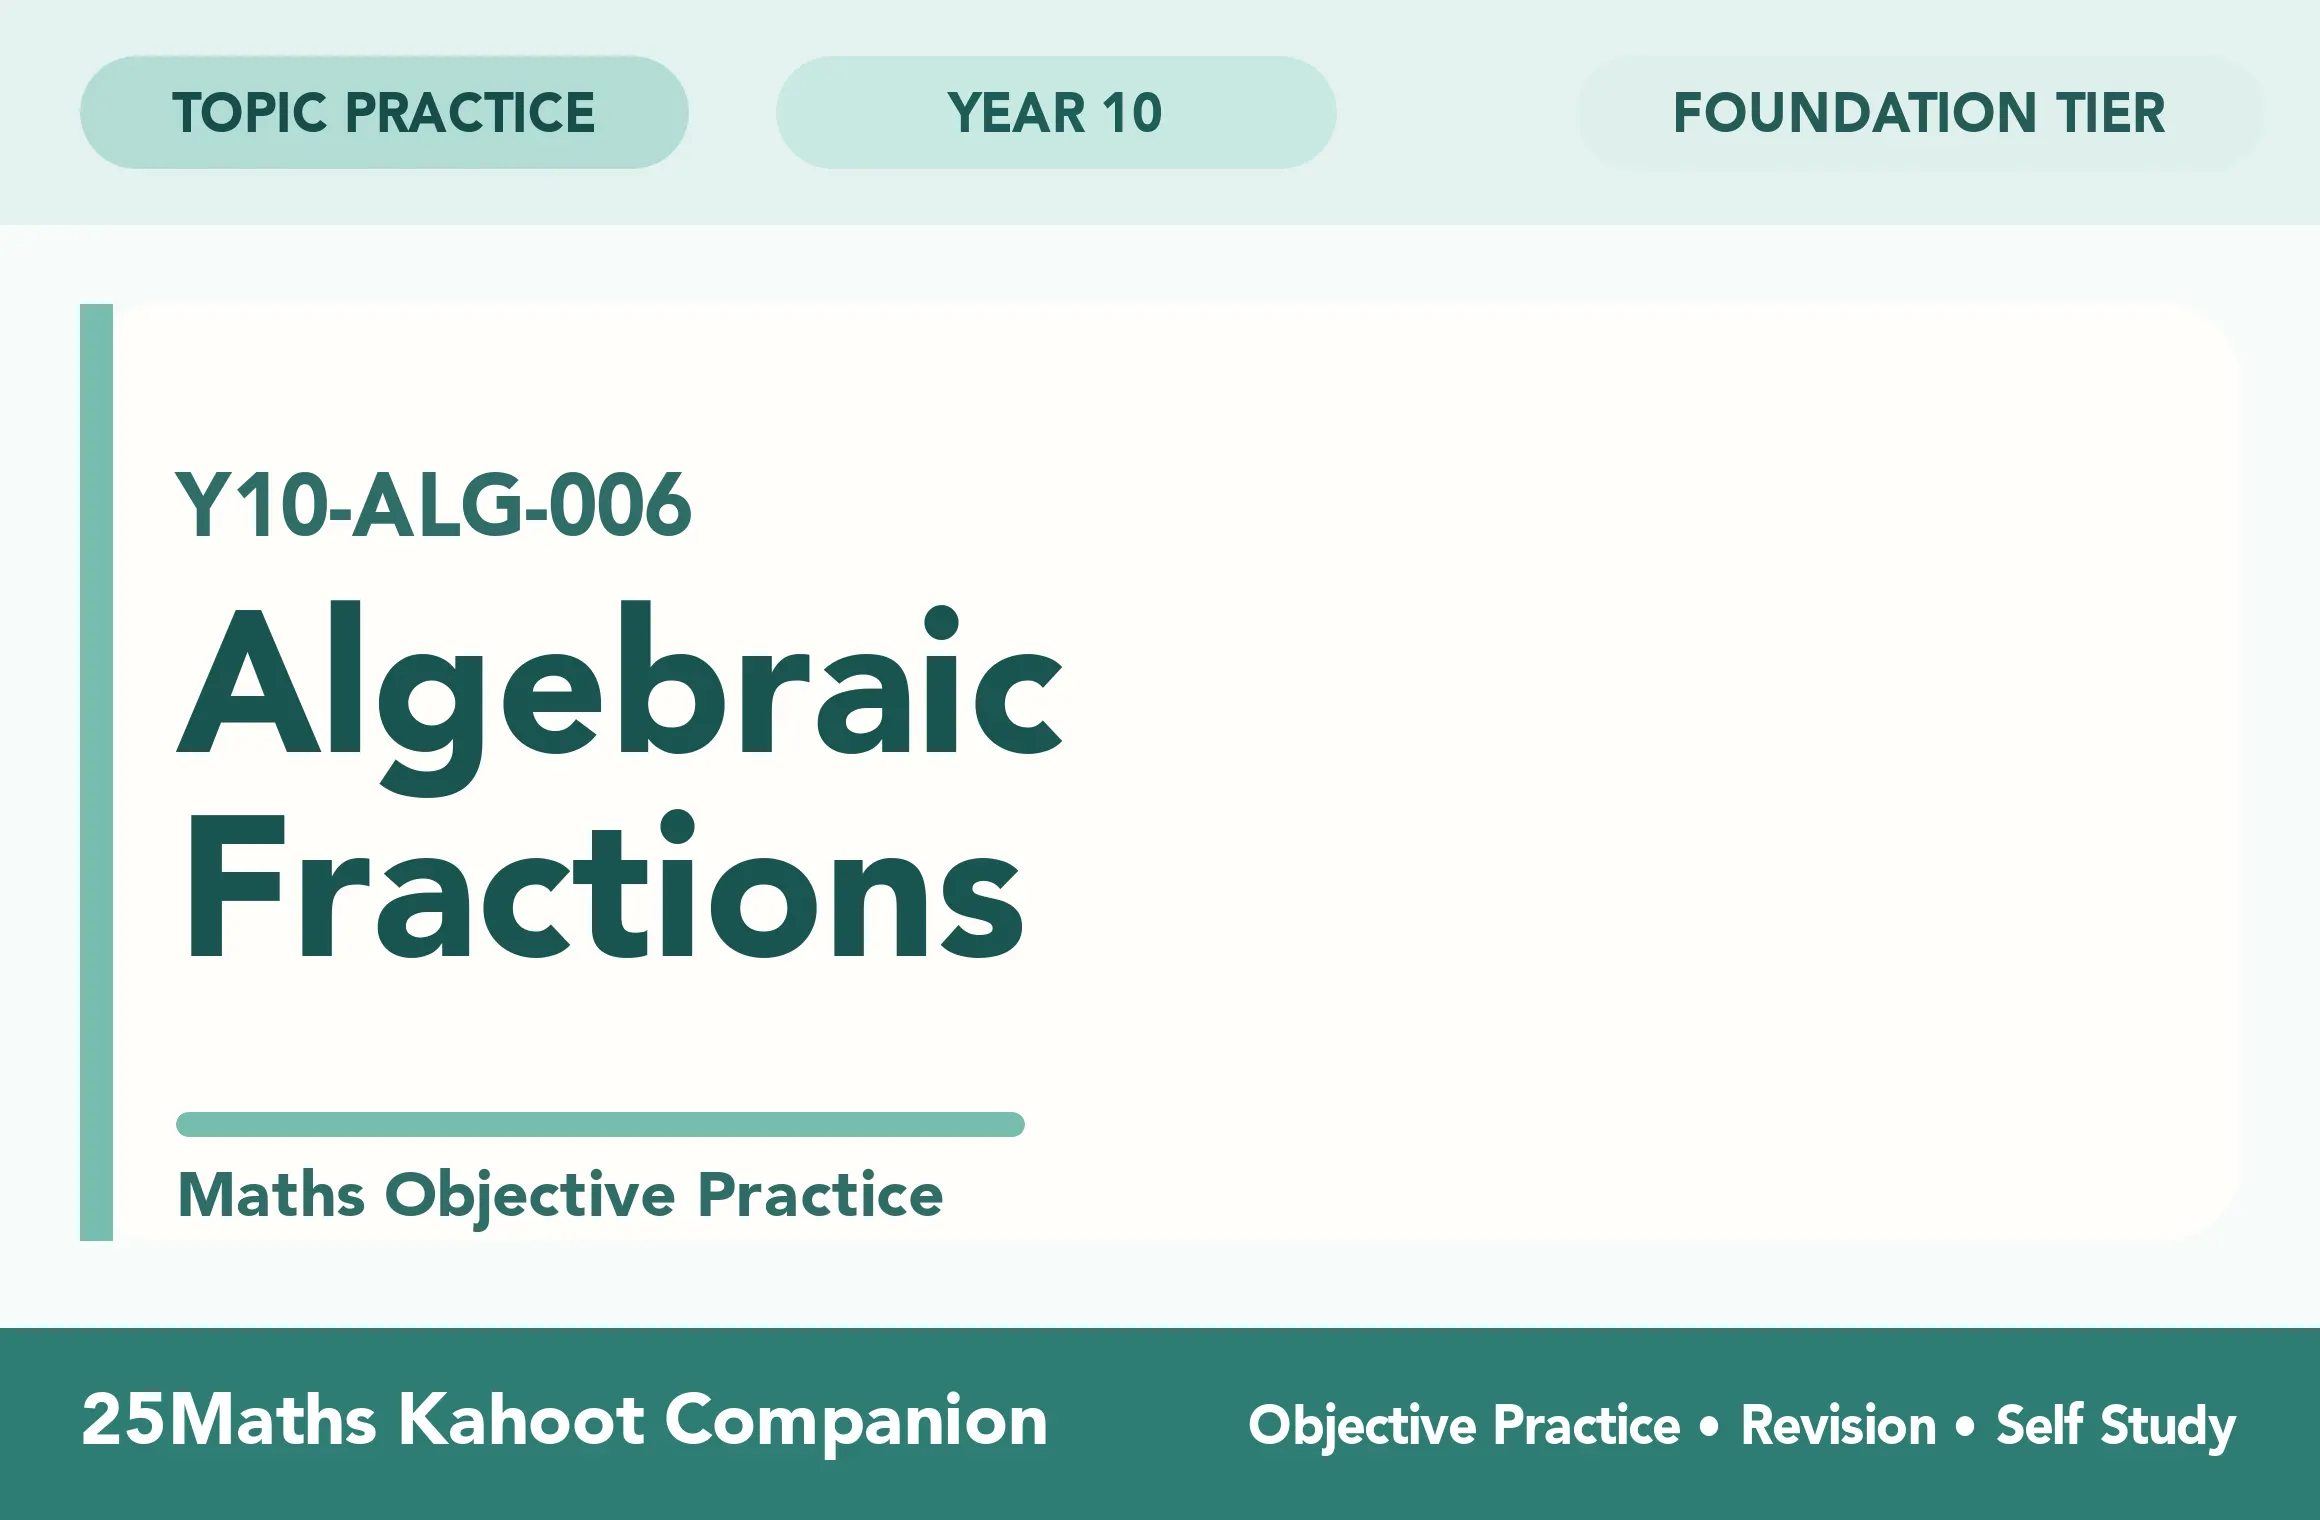 TOPIC PRACTICE
YEAR 10
FOUNDATION TIER
Y10-ALG-006
Algebraic
Fractions
Maths Objective Practice
25Maths Kahoot Companion
Objective Practice • Revision • Self Study